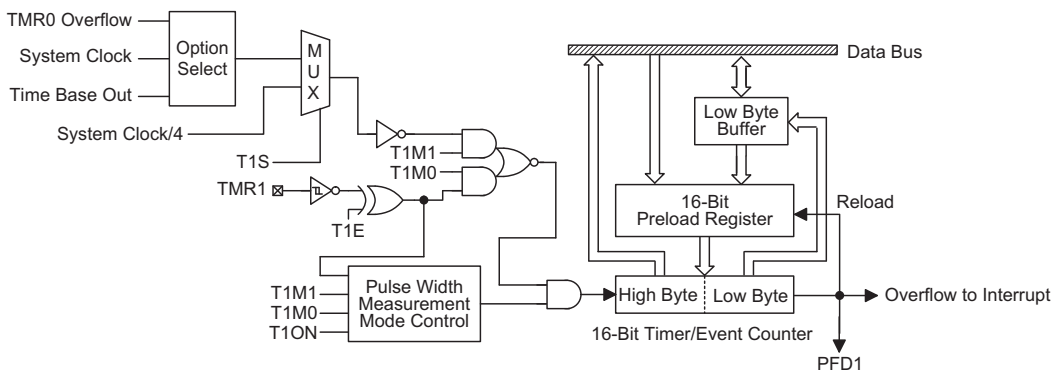 TMR0 Overflow
System Clock
Time Base Out
Option
Select
System Clock/4
T1S
M
U
X
TMR1
T1E
T1M1
T1M0
T1M1
T1M0
T1ON
Pulse Width
Measurement
Mode Control
Data Bus
Low Byte
Buffer
16-Bit
Preload Register
Reload
High Byte
Low Byte
16-Bit Timer/Event Counter
Overflow to Interrupt
PFD1